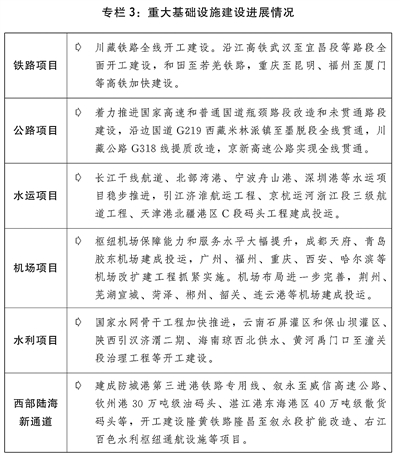 专栏 3：重大基础设施建设进展情况
铁路项目
川藏铁路全线开工建设。沿江高铁武汉至宜昌段等路段全
面开工建设，和田至若羌铁路，重庆至昆明、福州至厦门
等高铁加快建设。
公路项目
着力推进国家高速和普通国道瓶颈路段改造和未贯通路段
建设，沿边国道 G219 西藏米林派镇至墨脱段全线贯通，川
藏公路 G318 线提质改造，京新高速公路实现全线贯通。
水运项目
长江干线航道、北部湾港、宁波舟山港、深圳港等水运项
目稳步推进，引江济淮航运工程、京杭运河浙江段三级航
道工程、天津港北疆港区 C 段码头工程建成投运。
机场项目
枢纽机场保障能力和服务水平大幅提升，成都天府、青岛
胶东机场建成投运，广州、福州、重庆、西安、哈尔滨等
机场改扩建工程抓紧实施。机场布局进一步完善，荆州、
芜湖宣城、菏泽、郴州、韶关、连云港等机场建成投运。
水利项目
国家水网骨干工程加快推进，云南石屏灌区和保山坝灌区、
陕西引汉济渭二期、海南琼西北供水、黄河禹门口至潼关
段治理工程等开工建设。
西部陆海
新通道
建成防城港第三进港铁路专用线、叙永至威信高速公路、
钦州港 30 万吨级油码头、湛江港东海港区 40 万吨级散货
码头等，开工建设隆黄铁路隆昌至叙永段扩能改造、右江
百色水利枢纽通航设施等项目。